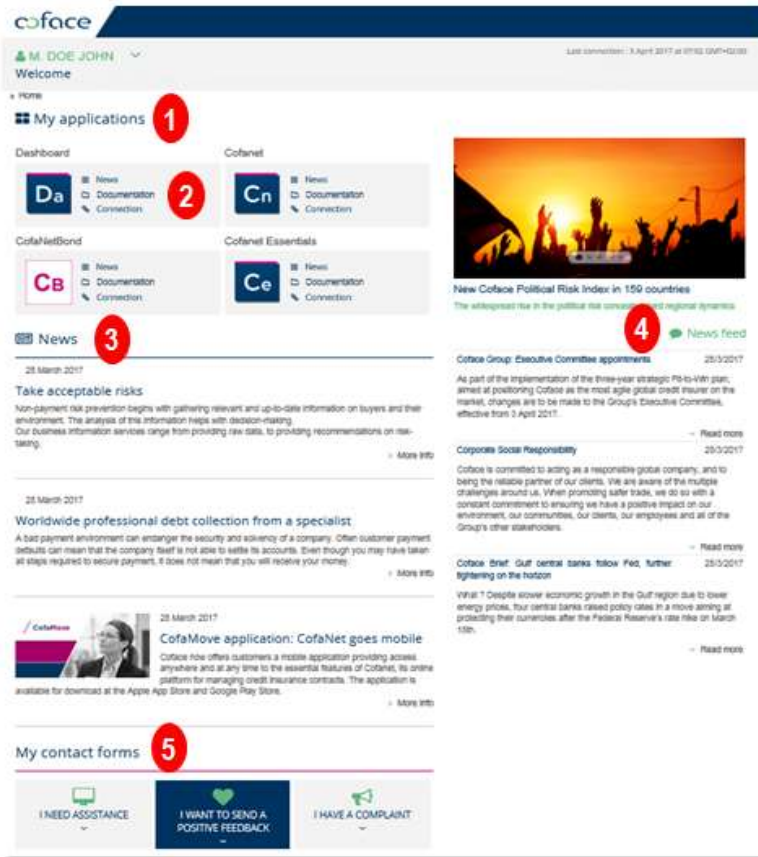 coface
M. DOE JOHN
Welcome
Last connection : 3 April 2017 at 07:52 GMT+02:00
Home
My applications
1
Dashboard
Da
News
Documentation
Connection
2
Cofanet
Cn
News
Documentation
Connection
CofaNetBond
CB
News
Documentation
Connection
Cofanet Essentials
Ce
News
Documentation
Connection
News
3
28 March 2017
Take acceptable risks
Non-payment risk prevention begins with gathering relevant and up-to-date information on buyers and their
environment. The analysis of this information helps with decision-making.
Our business information services range from providing raw data, to providing recommendations on risk-
taking.
More info
28 March 2017
Worldwide professional debt collection from a specialist
A bad payment environment can endanger the security and solvency of a company. Often customer payment
defaults can mean that the company itself is not able to settle its accounts. Even though you may have taken
all steps required to secure payment, it does not mean that you will receive your money.
More info
CofaMove
28 March 2017
CofaMove application: CofaNet goes mobile
Coface now offers customers a mobile application providing access
anywhere and at any time to the essential features of Cofanet, its online
platform for managing credit insurance contracts. The application is
available for download at the Apple App Store and Google Play Store.
More info
My contact forms
5
I NEED ASSISTANCE
I WANT TO SEND A
POSITIVE FEEDBACK
I HAVE A COMPLAINT
New Coface Political Risk Index in 159 countries
The widespread rise in the political risk regional dynamics
4
News feed
Coface Group: Executive Committee appointments 28/3/2017
As part of the implementation of the three-year strategic Fit-to-Win plan,
aimed at positioning Coface as the most agile global credit insurer on the
market, changes are to be made to the Group's Executive Committee,
effective from 3 April 2017.
Read more
Corporate Social Responsibility 28/3/2017
Coface is committed to acting as a responsible global company, and to
being the reliable partner of our clients. We are aware of the multiple
challenges around us. When promoting safer trade, we do so with a
constant commitment to ensuring we have a positive impact on our
environment, our communities, our clients, our employees and all of the
Group's other stakeholders.
Read more
Coface Brief: Gulf central banks follow Fed, further 28/3/2017
tightening on the horizon
What ? Despite slower economic growth in the Gulf region due to lower
energy prices, four central banks raised policy rates in a move aiming at
protecting their currencies after the Federal Reserve's rate hike on March
15th.
Read more